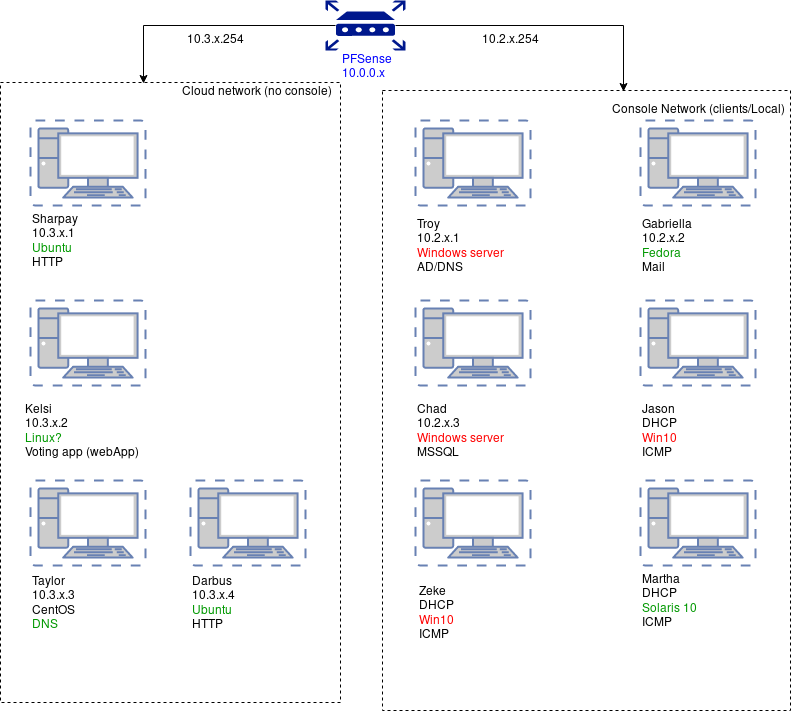 10.3.x.254
10.2.x.254
PFSense
10.0.0.x
Cloud network (no console)
Sharpay
10.3.x.1
Ubuntu
HTTP
Kelsi
10.3.x.2
Linux?
Voting app (webApp)
Taylor
10.3.x.3
CentOS
DNS
Darbus
10.3.x.4
Ubuntu
HTTP
Console Network (clients/Local)
Troy
10.2.x.1
Windows server
AD/DNS
Gabriella
10.2.x.2
Fedora
Mail
Chad
10.2.x.3
Windows server
MSSQL
Jason
DHCP
Win10
ICMP
Zeke
DHCP
Win10
ICMP
Martha
DHCP
Solaris 10
ICMP